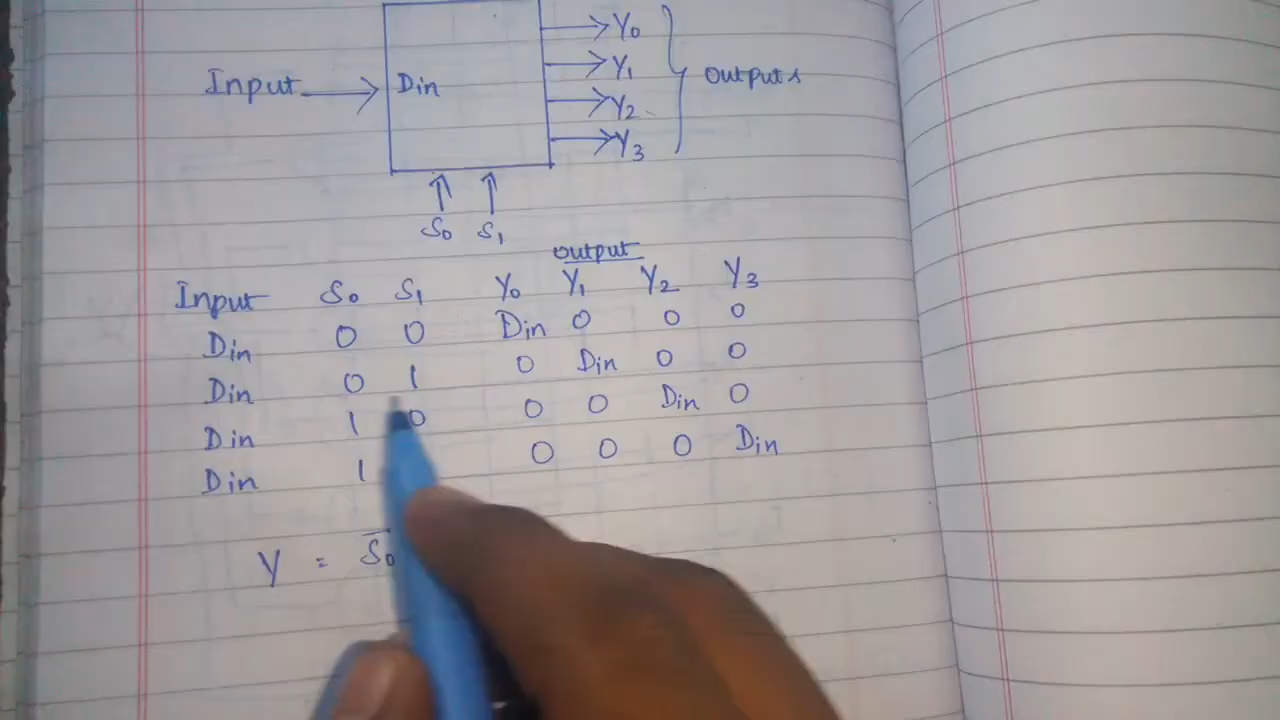 Y0
Y1
Input Din Outputs
Y2
Y3
S0 S1
Output
Input S0 S1 Y0 Y1 Y2 Y3
Din 0 0 Din 0 0 0
Din 0 1 0 Din 0 0
Din 1 0 0 0 Din 0
Din 1 0 0 0 Din
Y = S̅0